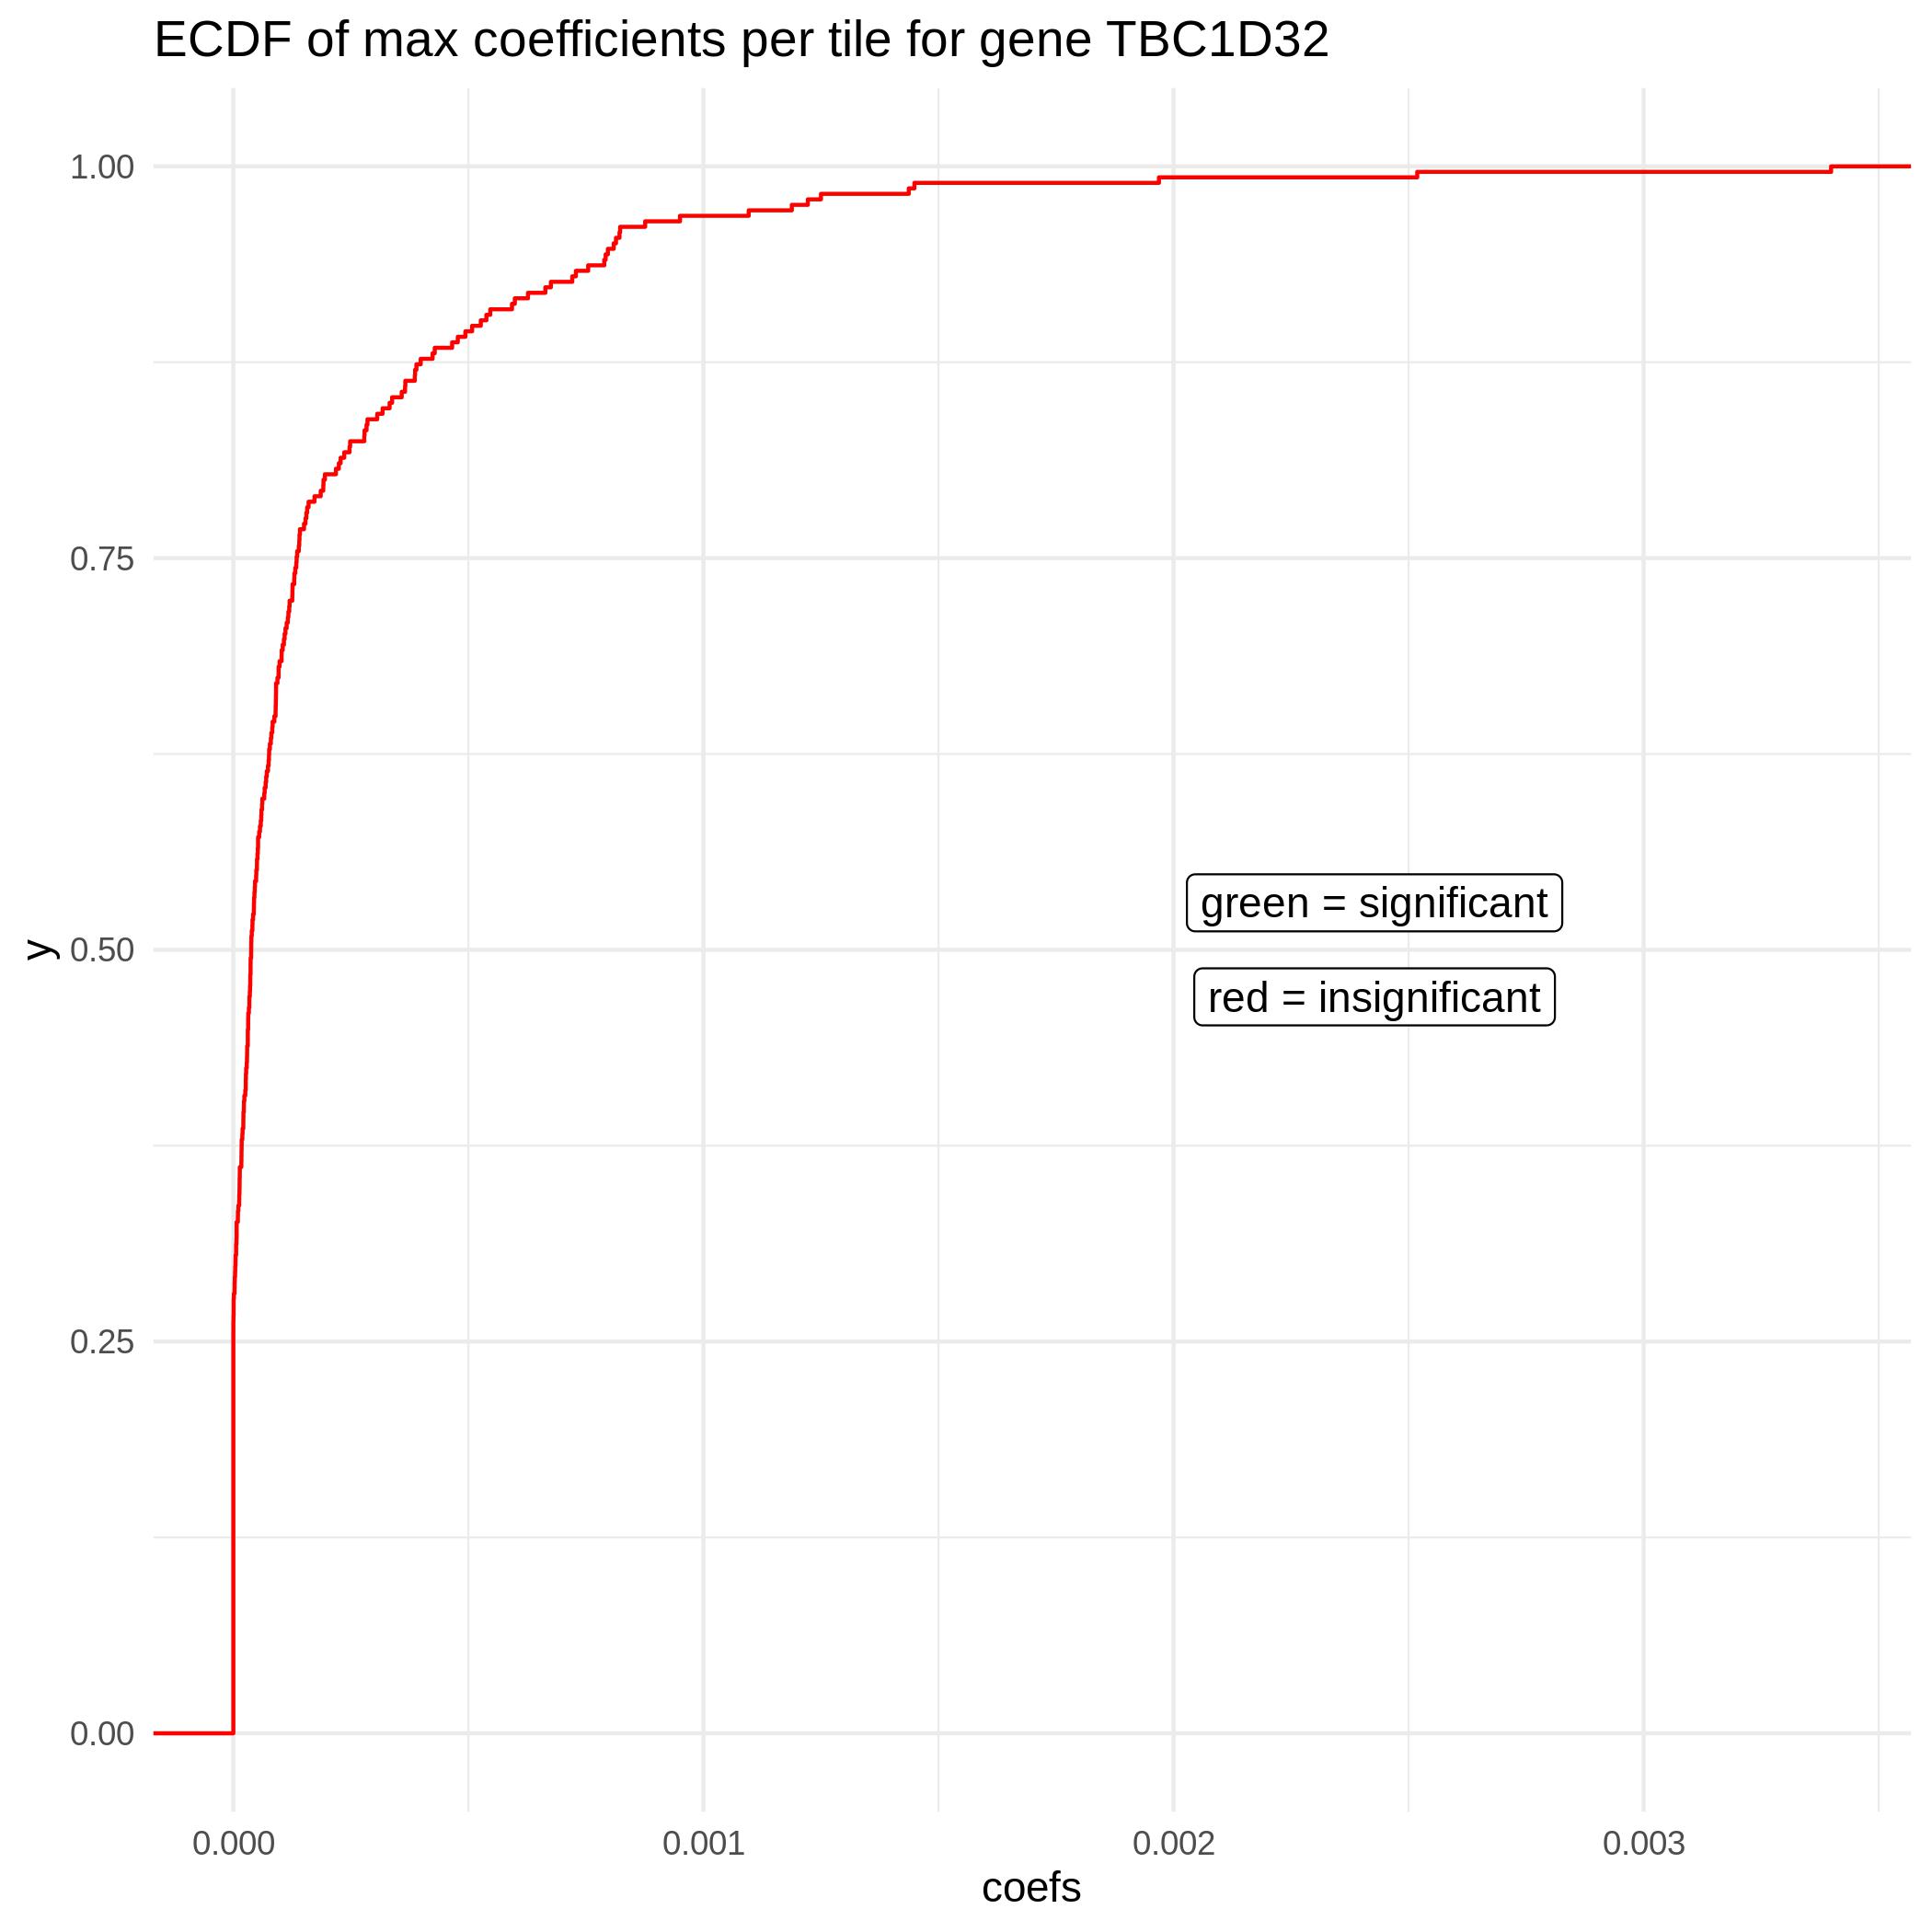 ECDF of max coefficients per tile for gene TBC1D32
1.00
0.75
0.50
0.25
0.00
y
green = significant
red = insignificant
0.000
0.001
0.002
0.003
coefs